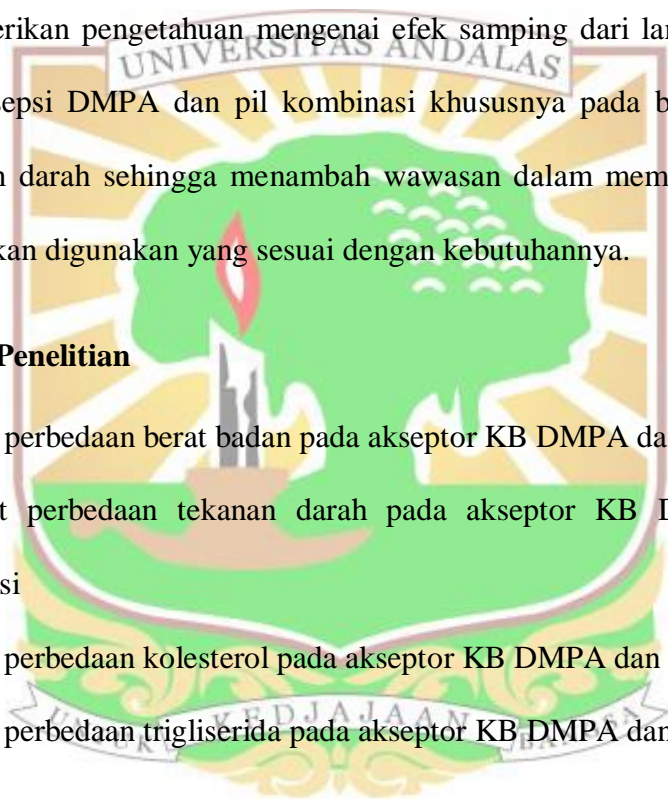 erikan pengetahuan mengenai efek samping dari lar
UNIVERSITAS ANDALAS
epsi DMPA dan pil kombinasi khususnya pada b
n darah sehingga menambah wawasan dalam mem
kan digunakan yang sesuai dengan kebutuhannya.
Penelitian
perbedaan berat badan pada akseptor KB DMPA da
t perbedaan tekanan darah pada akseptor KB D
si
perbedaan kolesterol pada akseptor KB DMPA dan
UNTUK KEDJAJAAN BANGSA
perbedaan trigliserida pada akseptor KB DMPA dan